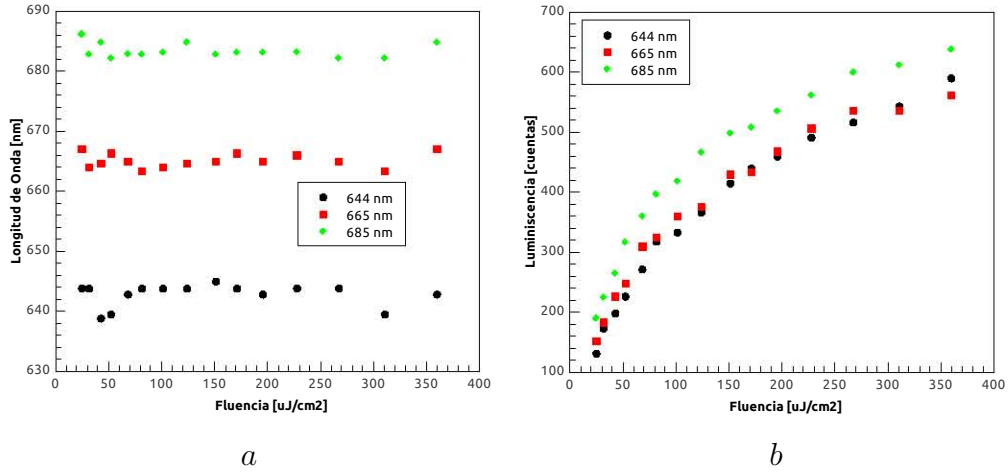 690
680
670
660
650
640
630
0
50
100
150
200
250
300
350
400
Longitud de Onda [nm]
Fluencia [uJ/cm2]
644 nm
665 nm
685 nm
a
700
600
500
400
300
200
100
0
50
100
150
200
250
300
350
400
Luminiscencia [cuentas]
Fluencia [uJ/cm2]
644 nm
665 nm
685 nm
b